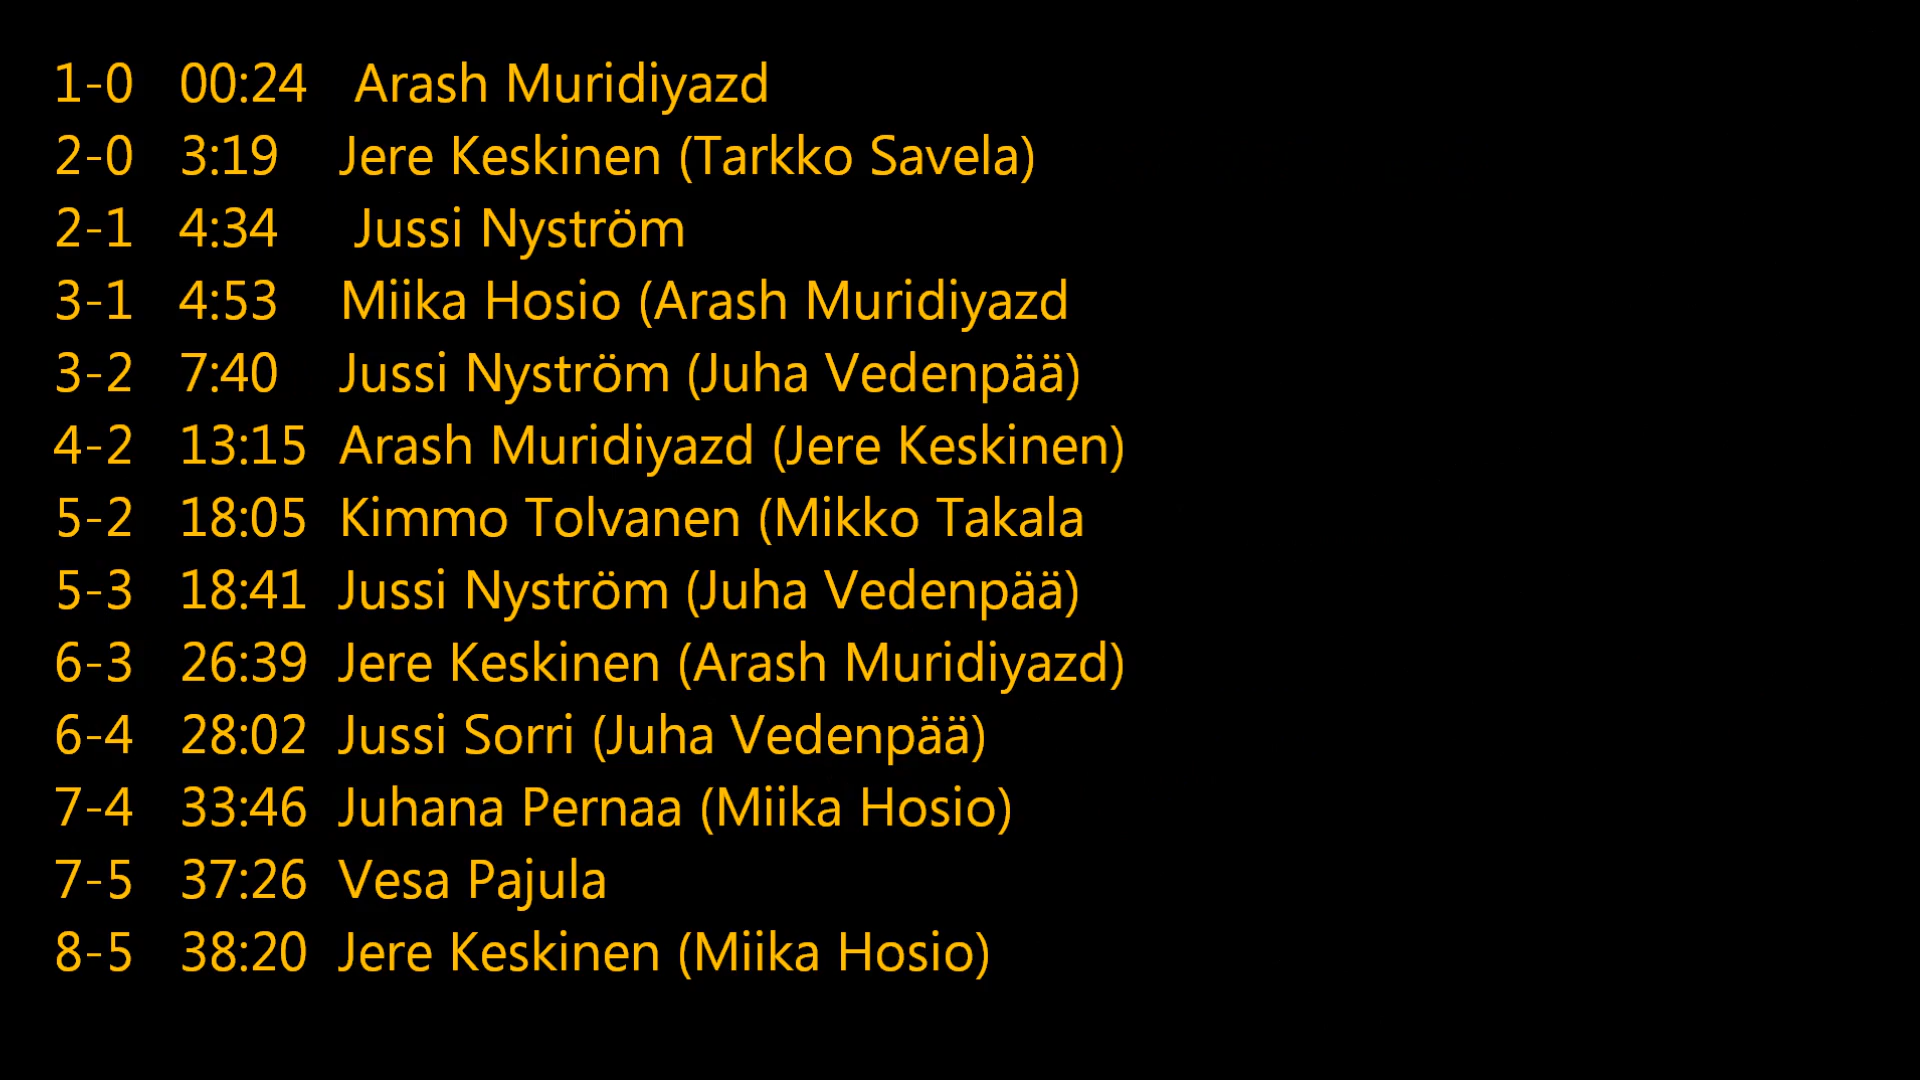 1-0 00:24 Arash Muridiyazd
2-0 3:19 Jere Keskinen (Tarkko Savela)
2-1 4:34 Jussi Nyström
3-1 4:53 Miika Hosio (Arash Muridiyazd
3-2 7:40 Jussi Nyström (Juha Vedenpää)
4-2 13:15 Arash Muridiyazd (Jere Keskinen)
5-2 18:05 Kimmo Tolvanen (Mikko Takala
5-3 18:41 Jussi Nyström (Juha Vedenpää)
6-3 26:39 Jere Keskinen (Arash Muridiyazd)
6-4 28:02 Jussi Sorri (Juha Vedenpää)
7-4 33:46 Juhana Pernaa (Miika Hosio)
7-5 37:26 Vesa Pajula
8-5 38:20 Jere Keskinen (Miika Hosio)